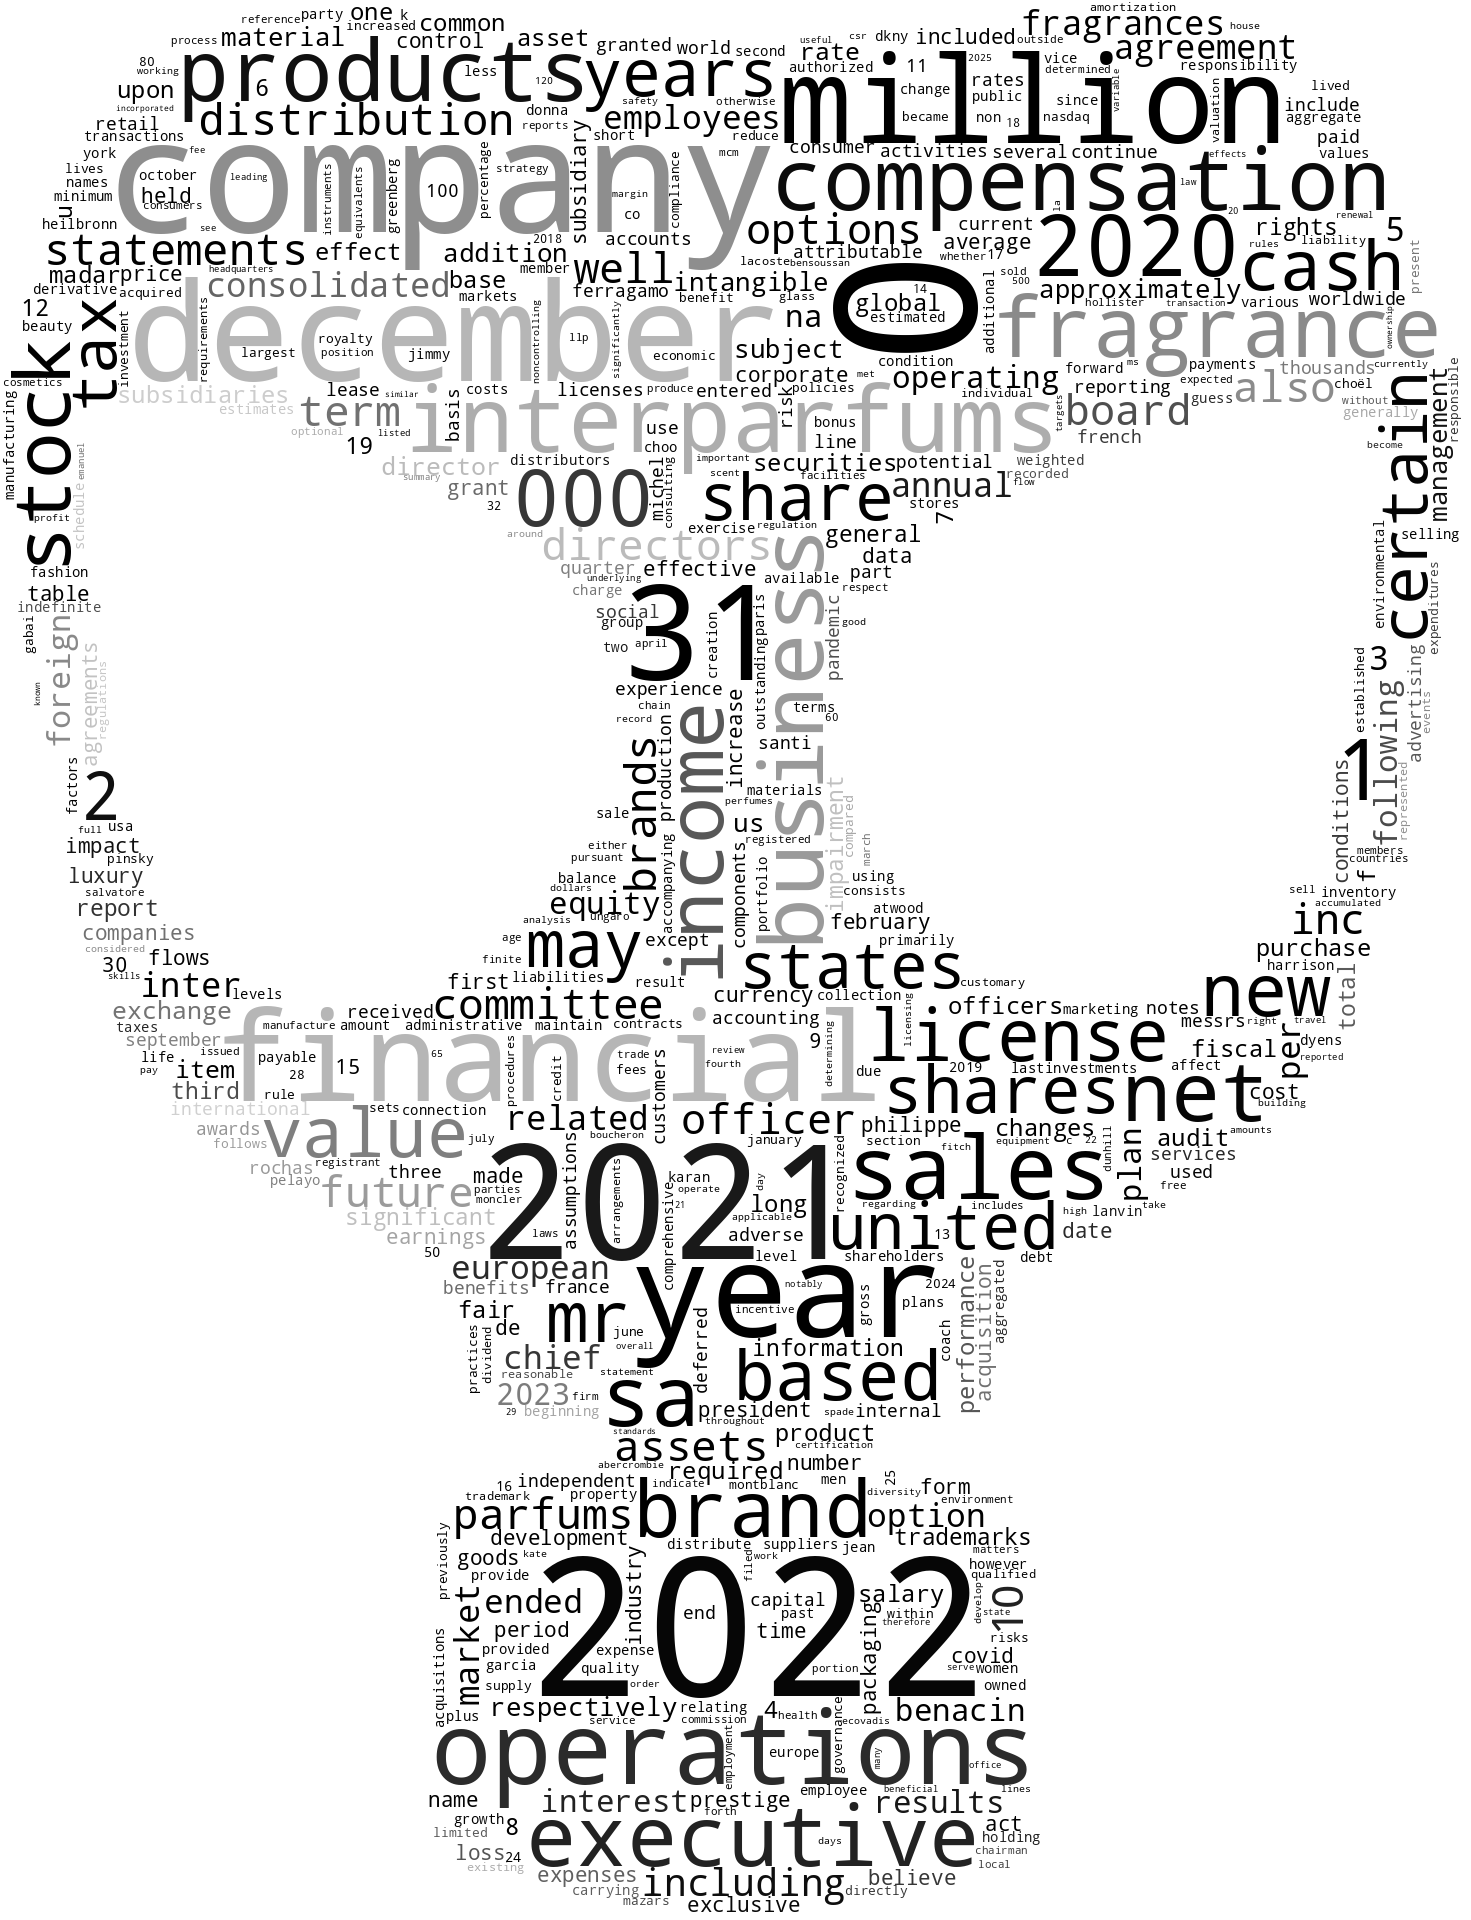 reference party one k amortization
process increased common fragrances house
material control asset granted world second useful csr dkny included outside agreement
80 working products less years rate vice responsibility
upon 6 120 authorized 11 2025 determined variable lived
incorporated safety otherwise million change rates since valuation include
retail distribution donna reports employees became public non 18 nasdaq aggregate
transactions short reduce consumer activities several continue effects paid
york fee company subsidiary mcm compensation law values
lives october leading instruments equivalents greenberg 100 percentage strategy compliance
names held consumers margin
minimum u see co la 20 renewal
heilbronn 2018 accounts options current 2020 rights 5
statements effect addition attributable average rules liability
madar price headquarters member well lacoste bensoussan whether 17 cash present
derivative acquired consolidated base markets ferragamo intangible 14 sold 500 approximately various worldwide
12 investment requirements december benefit glass 0 global additional hollister transaction
beauty royalty llp na estimated fragrance ownership
stock tax largest position jimmy noncontrolling significantly economic subject condition forward ms payments thousands currently
cosmetics subsidiaries lease similar costs licenses produce entered corporate policies met operating reporting expected guess also choël
manufacturing estimates term basis interparfums risk individual targets board without generally certain management responsible
optional 19 listed use bonus line french become
director distributors choo important securities potential weighted
summary grant 32 000 michel consulting scent facilities annual recorded flow
profit schedule emanuel share stores 7 selling
around directors exercise regulation general
fashion quarter effective business data environmental expenditures
table underlying charge available part
indefinite 31 respect
gabai social group creation paris pandemic good
foreign agreements two april 3
known regulations experience outstanding established following advertising events
chain record income increase terms 60
brands production santi 1
2 factors materials conditions represented
full usa sale perfumes impairment compared
impact pinsky either us registered march members countries
luxury pursuant accompanying components portfolio using f
salvatore balance dollars consists sell inventory
report equity atwood accumulated
companies analysis ungaro february inc
considered age may except primarily purchase
30 flows finite harrison
skills inter levels first liabilities result states customary new total
exchange received committee currency collection officers marketing notes
taxes manufacture amount administrative maintain contracts accounting licensing license messrs right travel
september financial 9 per dyens
life issued payable procedures credit trade review determining due 2019 last investments fiscal reported
pay item 28 15 65 fees fourth customers affect
third rule shares net cost building
international sets connection related officer philippe changes amounts
awards value july boucheron january section equipment c 22 audit
follows fitch dunhill plan services
rochas registrant three made assumptions 2021 karan day recognized sales used
pelayo future parties arrangements operate long free
significant moncler comprehensive 21 applicable regarding includes high lanvin take
earnings laws adverse united 13 date
50 level shareholders debt
european year
benefits france notably 2024 performance acquisition aggregated
fair mr incentive gross plans
de june information coach
practices dividend chief overall deferred based
reasonable statement
2023 firm sa
29 beginning president spade internal
standards throughout product
assets certification
abercrombie required number
16 independent indicate montblanc men 25 form
trademark property brand diversity environment
parfums option
previously development distribute suppliers jean trademarks
goods kate industry filed work matters
provide 2022 however qualified
market ended capital salary develop state 10
end past within
period time therefore risks
provided expense packaging covid
garcia quality portion serve women
acquisitions supply order owned
respectively relating 4 benacin
plus service commission health ecovadis
operations employment europe governance many office
name interest prestige employee beneficial lines
growth forth results
8 act
limited executive holding
loss 24 days chairman
existing local
expenses including believe
carrying directly
mazars exclusive